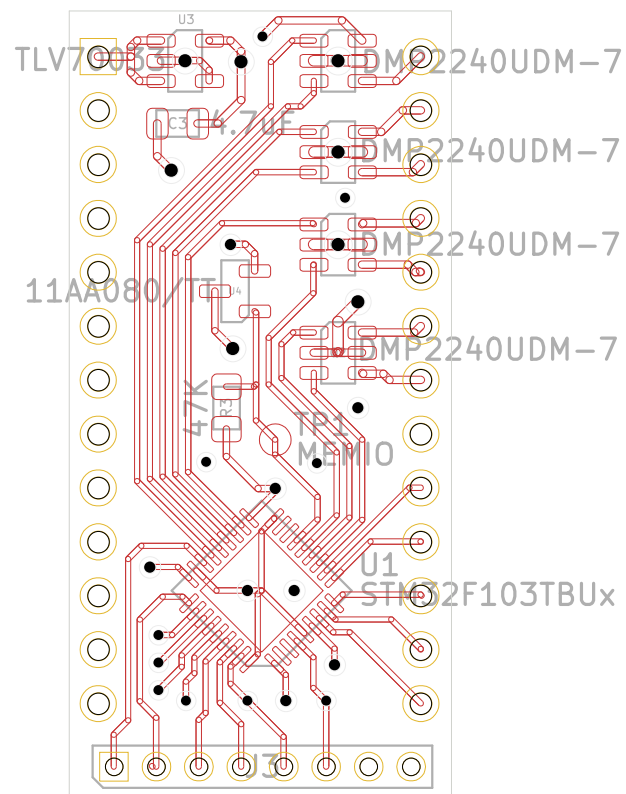 U3
TLV70033
DMP2240UDM-7
C3
4.7uF
DMP2240UDM-7
DMP2240UDM-7
11AA080/TT
U4
DMP2240UDM-7
47K
R3
TP1
MEMIO
U1
STM32F103TBUx
J3